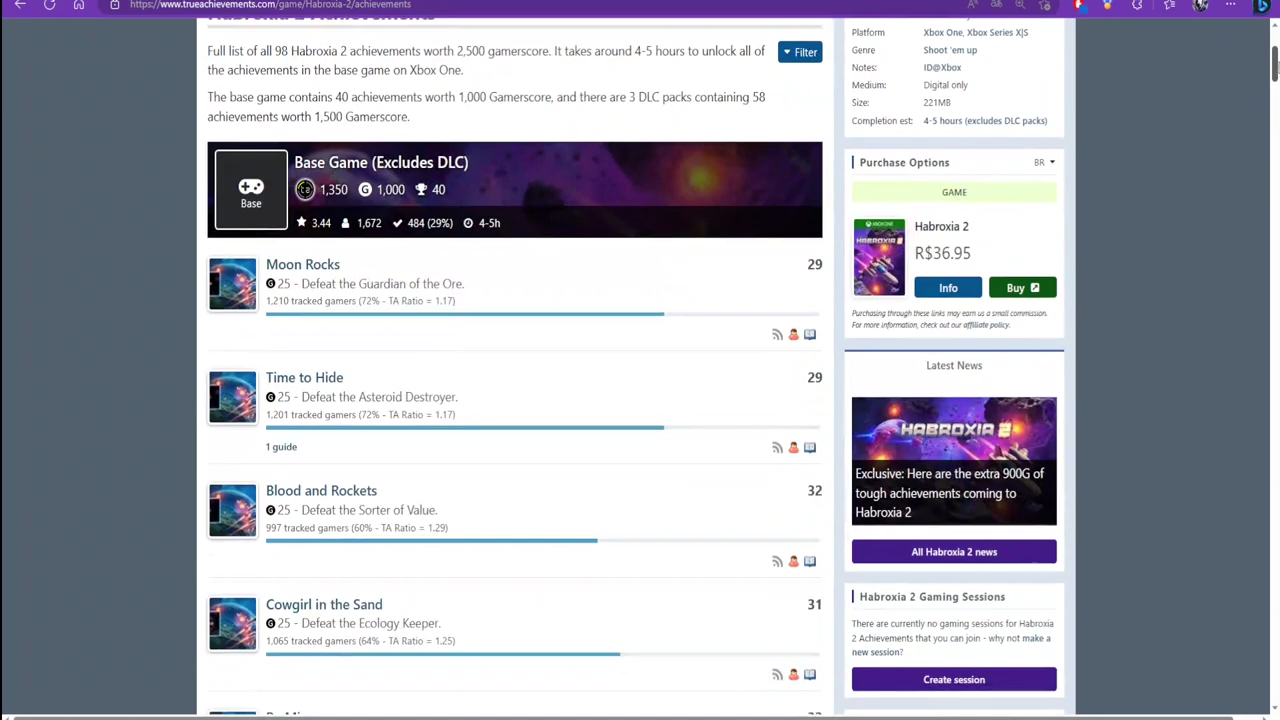 https://www.trueachievements.com/game/Habroxia-2/achievements
Habroxia 2 Achievements
Full list of all 98 Habroxia 2 achievements worth 2,500 gamerscore. It takes around 4-5 hours to unlock all of
the achievements in the base game on Xbox One.
Filter
The base game contains 40 achievements worth 1,000 Gamerscore, and there are 3 DLC packs containing 58
achievements worth 1,500 Gamerscore.
Base
Base Game (Excludes DLC)
1,350 G 1,000 40
3.44 1,672 484 (29%) 4-5h
Moon Rocks 29
G 25 - Defeat the Guardian of the Ore.
1,210 tracked gamers (72% - TA Ratio = 1.17)
Time to Hide 29
G 25 - Defeat the Asteroid Destroyer.
1,201 tracked gamers (72% - TA Ratio = 1.17)
1 guide
Blood and Rockets 32
G 25 - Defeat the Sorter of Value.
997 tracked gamers (60% - TA Ratio = 1.29)
Cowgirl in the Sand 31
G 25 - Defeat the Ecology Keeper.
1,065 tracked gamers (64% - TA Ratio = 1.25)
Platform Xbox One, Xbox Series X|S
Genre Shoot 'em up
Notes: ID@Xbox
Medium: Digital only
Size: 221MB
Completion est: 4-5 hours (excludes DLC packs)
Purchase Options BR
GAME
XBOX ONE
HABROXIA 2
Habroxia 2
R$36.95
Info Buy
Purchasing through these links may earn us a small commission.
For more information, check out our affiliate policy.
Latest News
HABROXIA 2
Exclusive: Here are the extra 900G of
tough achievements coming to
Habroxia 2
All Habroxia 2 news
Habroxia 2 Gaming Sessions
There are currently no gaming sessions for Habroxia
2 Achievements that you can join - why not make a
new session?
Create session